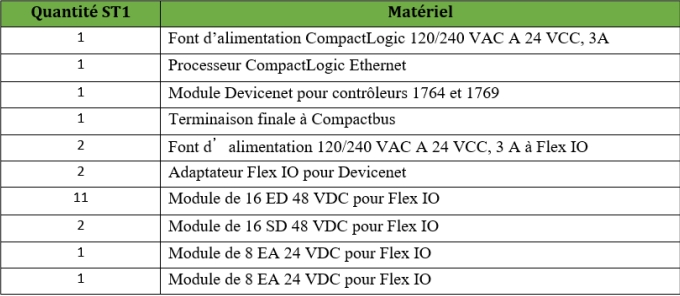 Quantité ST1 Matériel
1 Font d'alimentation CompactLogic 120/240 VAC A 24 VCC, 3A
1 Processeur CompactLogic Ethernet
1 Module Devicenet pour contrôleurs 1764 et 1769
1 Terminaison finale à Compactbus
2 Font d' alimentation 120/240 VAC A 24 VCC, 3 A à Flex IO
2 Adaptateur Flex IO pour Devicenet
11 Module de 16 ED 48 VDC pour Flex IO
2 Module de 16 SD 48 VDC pour Flex IO
1 Module de 8 EA 24 VDC pour Flex IO
1 Module de 8 EA 24 VDC pour Flex IO